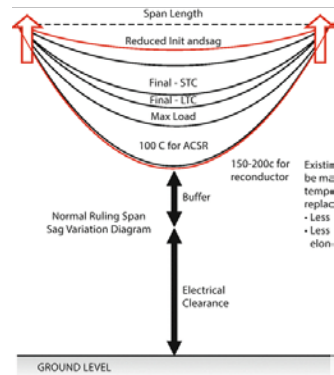 Span Length
Reduced Init andsag
Final - STC
Final - LTC
Max Load
100 C for ACSR
150-200c for
reconductor
Existin
be ma
temp
replac
• Less
• Less
elon-
Buffer
Normal Ruling Span
Sag Variation Diagram
Electrical
Clearance
GROUND LEVEL